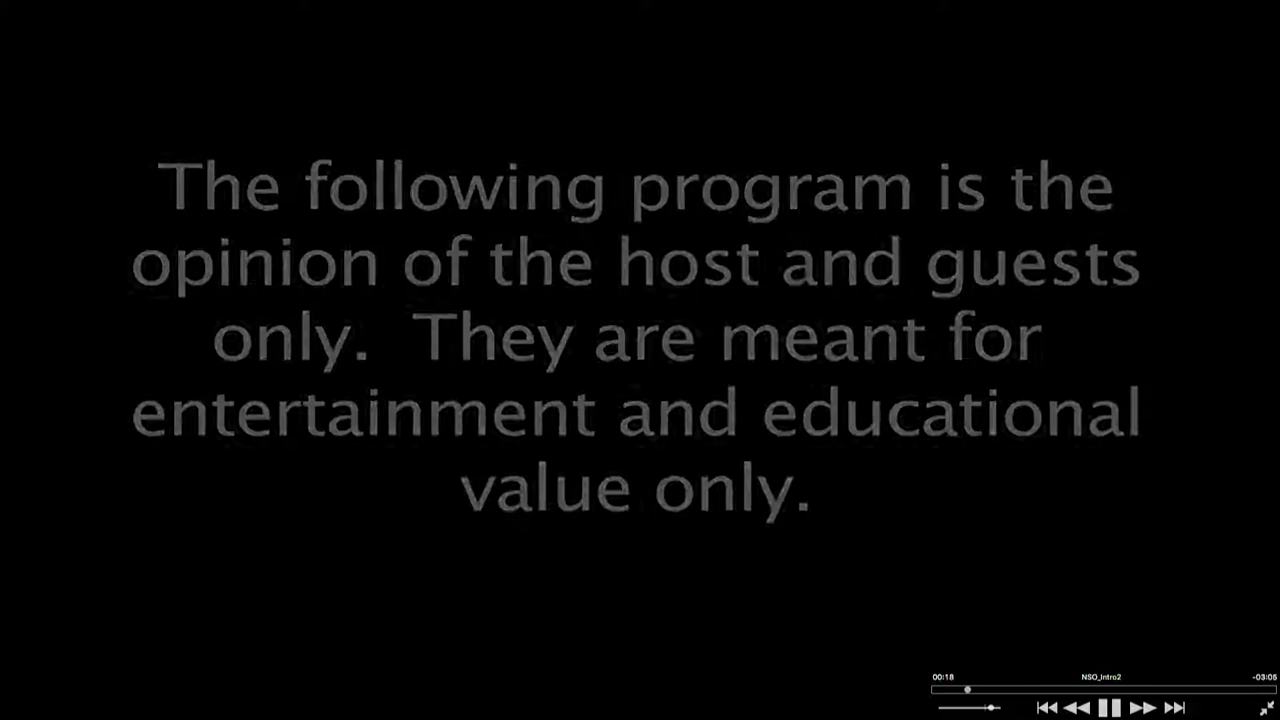 The following program is the
opinion of the host and guests
only.  They are meant for
entertainment and educational
value only.
00:18 NSO_Intro2 -03:05